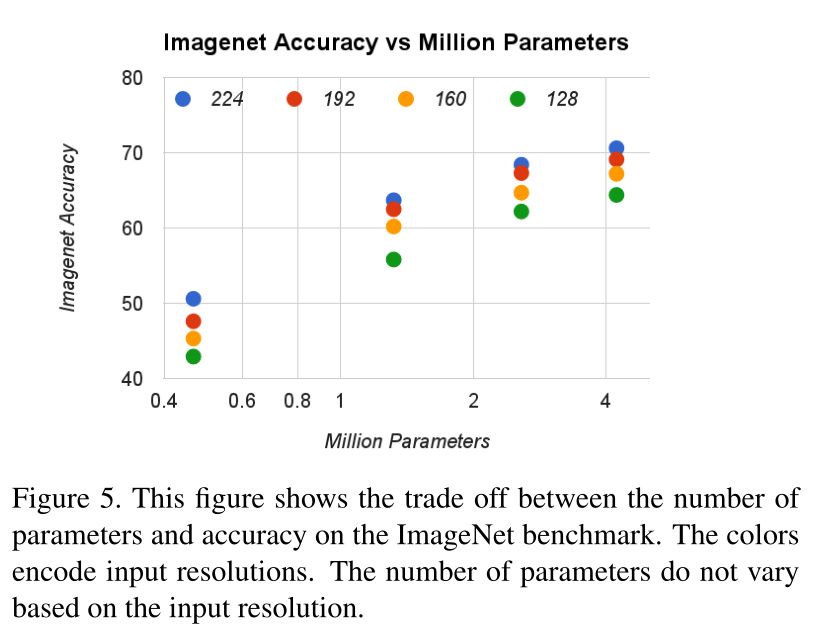 Imagenet Accuracy vs Million Parameters
80
224 192 160 128
70
60
50
40
Imagenet Accuracy
0.4 0.6 0.8 1 2 4
Million Parameters
Figure 5. This figure shows the trade off between the number of
parameters and accuracy on the ImageNet benchmark. The colors
encode input resolutions. The number of parameters do not vary
based on the input resolution.